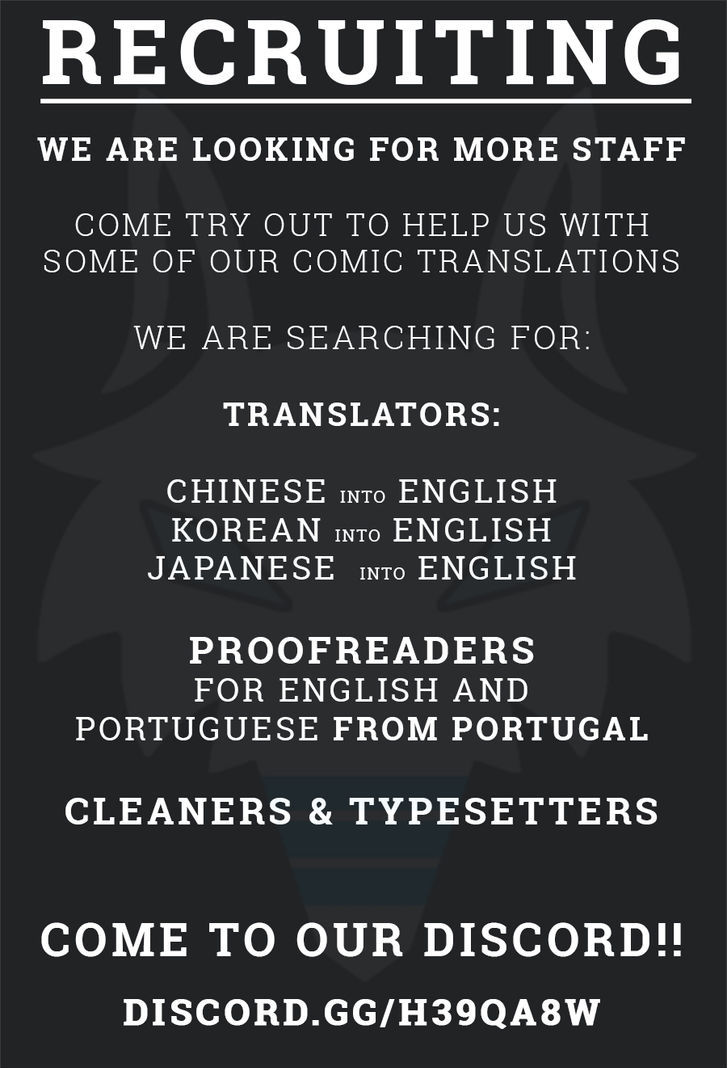 RECRUITING
WE ARE LOOKING FOR MORE STAFF
COME TRY OUT TO HELP US WITH
SOME OF OUR COMIC TRANSLATIONS
WE ARE SEARCHING FOR:
TRANSLATORS:
CHINESE INTO ENGLISH
KOREAN INTO ENGLISH
JAPANESE INTO ENGLISH
PROOFREADERS
FOR ENGLISH AND
PORTUGUESE FROM PORTUGAL
CLEANERS & TYPESETTERS
COME TO OUR DISCORD!!
DISCORD.GG/H39QA8W